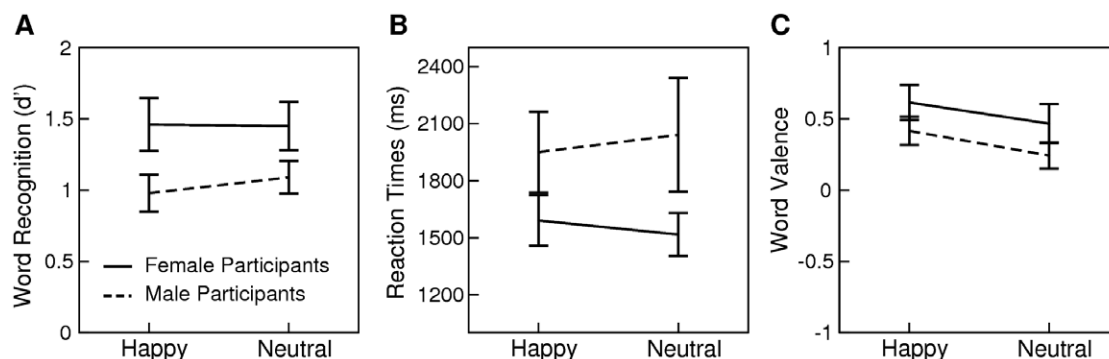 A
Word Recognition (d')
2
1.5
1
0.5
0
Female Participants
Male Participants
Happy
Neutral
B
Reaction Times (ms)
2400
2100
1800
1500
1200
Happy
Neutral
C
Word Valence
1
0.5
0
-0.5
-1
Happy
Neutral